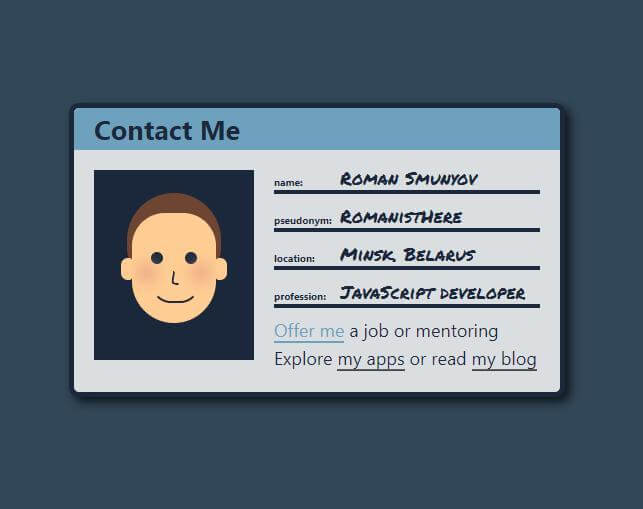 Contact Me
name: Roman Smunyov
pseudonym: RomanistHere
location: Minsk, Belarus
profession: JavaScript developer
Offer me a job or mentoring
Explore my apps or read my blog